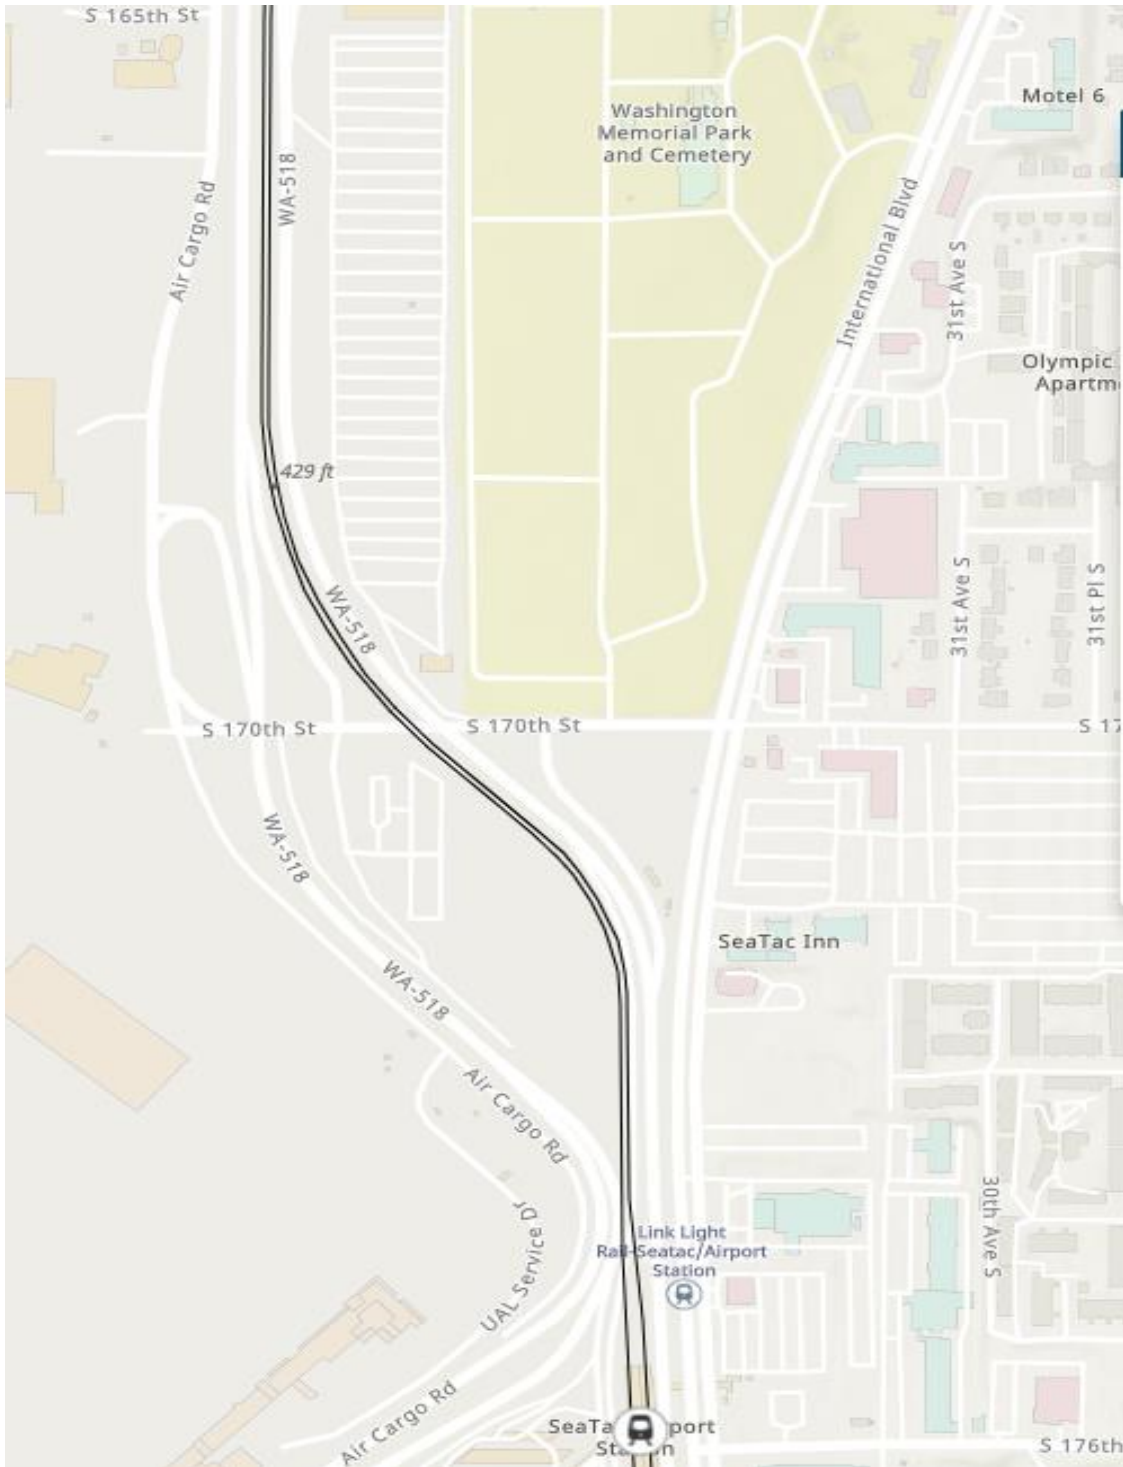 S 165th St
Motel 6
Washington
Memorial Park
and Cemetery
WA-518
Air Cargo Rd
International Blvd
31st Ave S
Olympic
Apartm
429 ft
WA-518
31st Ave S
31st Pl S
S 170th St
S 170th St
S 17
WA-518
SeaTac Inn
WA-518
Air Cargo Rd
30th Ave S
Link Light
Rail-Seatac/Airport
Station
UAL Service Dr
Air Cargo Rd
SeaTa port
Sta n
S 176th